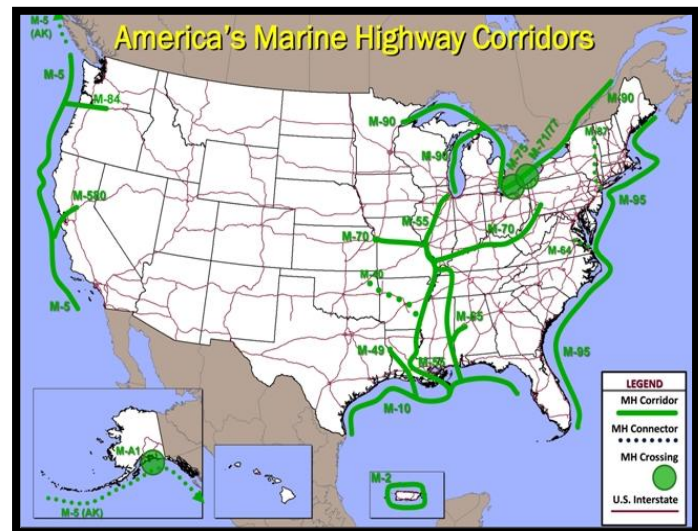 M-5
(AK)
America's Marine Highway Corridors
M-5
M-84
M-90
M-90
M-90
M-75
M-71/77
M-87
M-580
M-55
M-70
M-70
M-95
M-64
M-5
M-40
M-65
M-49
M-55
M-95
M-10
M-A1
M-5 (AK)
M-2
LEGEND
MH Corridor
MH Connector
MH Crossing
U.S. Interstate